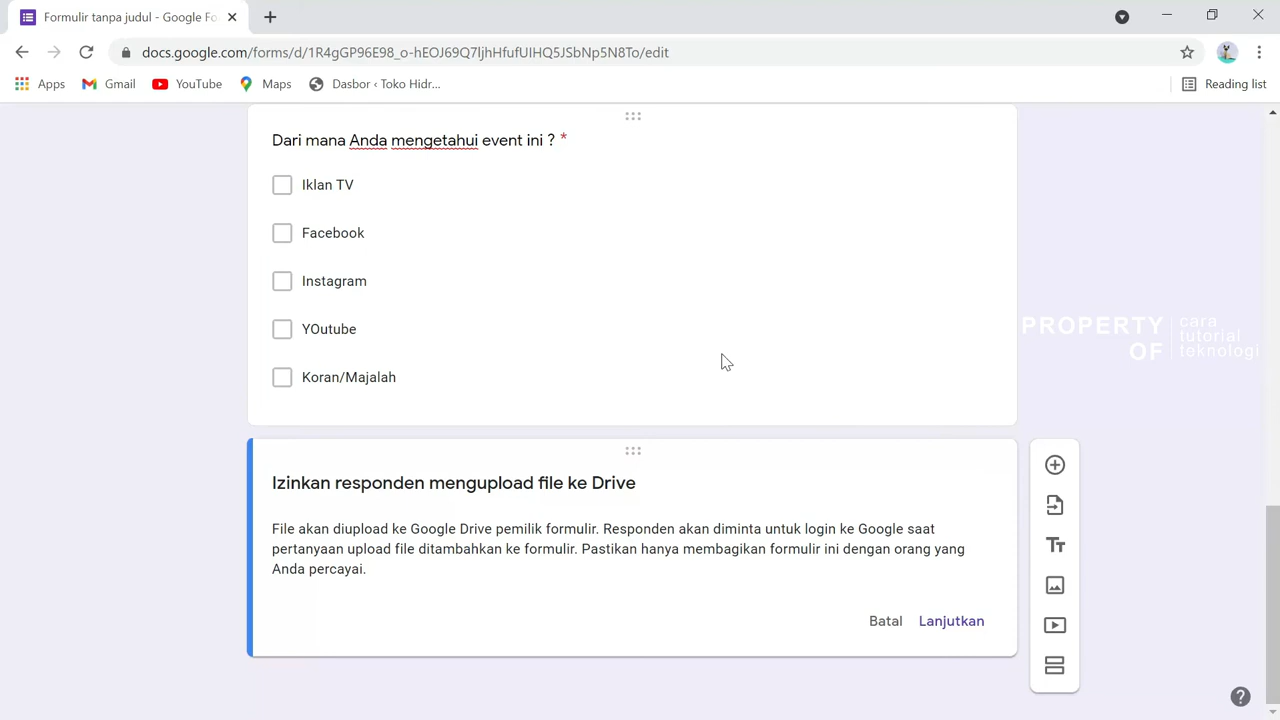 Formulir tanpa judul - Google Fo
docs.google.com/forms/d/1R4gGP96E98_o-hEOJ69Q7ljhHfufUIHQ5JSbNp5N8To/edit
Apps
Gmail
YouTube
Maps
Dasbor ‹ Toko Hidr...
Reading list
Dari mana Anda mengetahui event ini ? *
Iklan TV
Facebook
Instagram
YOutube
Koran/Majalah
PROPERTY OF
cara
tutorial
teknologi
Izinkan responden mengupload file ke Drive
File akan diupload ke Google Drive pemilik formulir. Responden akan diminta untuk login ke Google saat
pertanyaan upload file ditambahkan ke formulir. Pastikan hanya membagikan formulir ini dengan orang yang
Anda percayai.
Batal
Lanjutkan